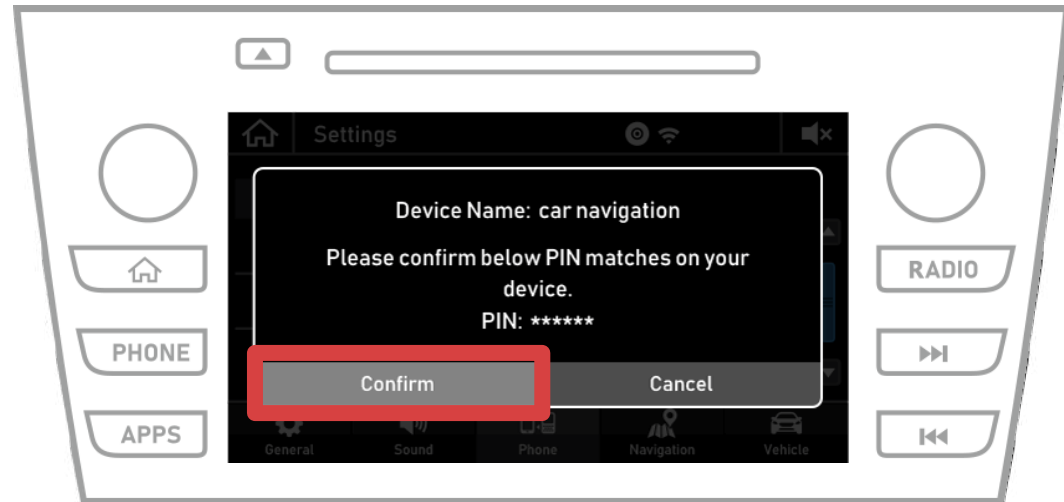 Settings
Device Name: car navigation
Please confirm below PIN matches on your
device.
PIN: ******
Confirm
Cancel
General
Sound
Phone
Navigation
Vehicle
PHONE
APPS
RADIO